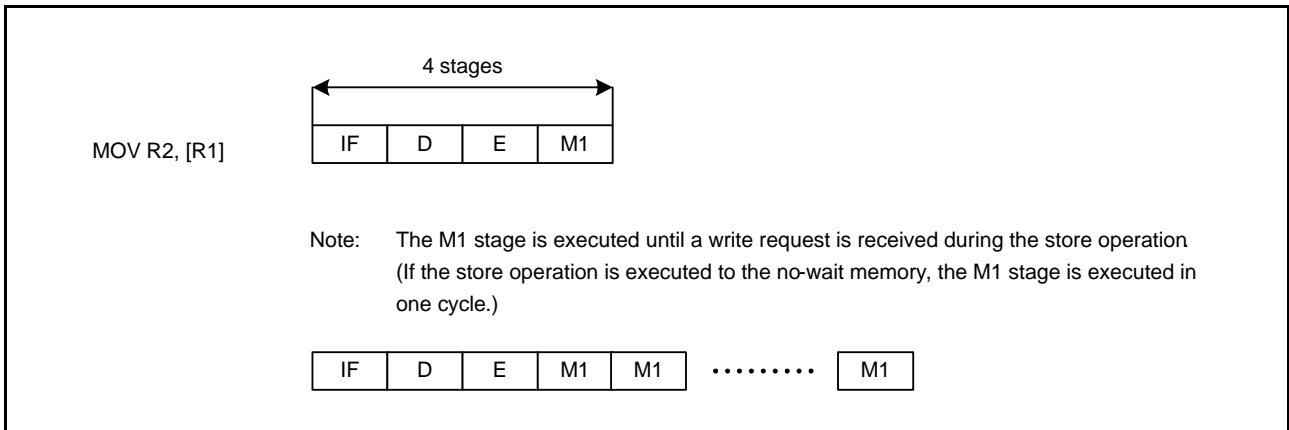 4 stages
MOV R2, [R1] IF D E M1
Note: The M1 stage is executed until a write request is received during the store operation.
(If the store operation is executed to the no-wait memory, the M1 stage is executed in
one cycle.)
IF D E M1 M1 ········· M1